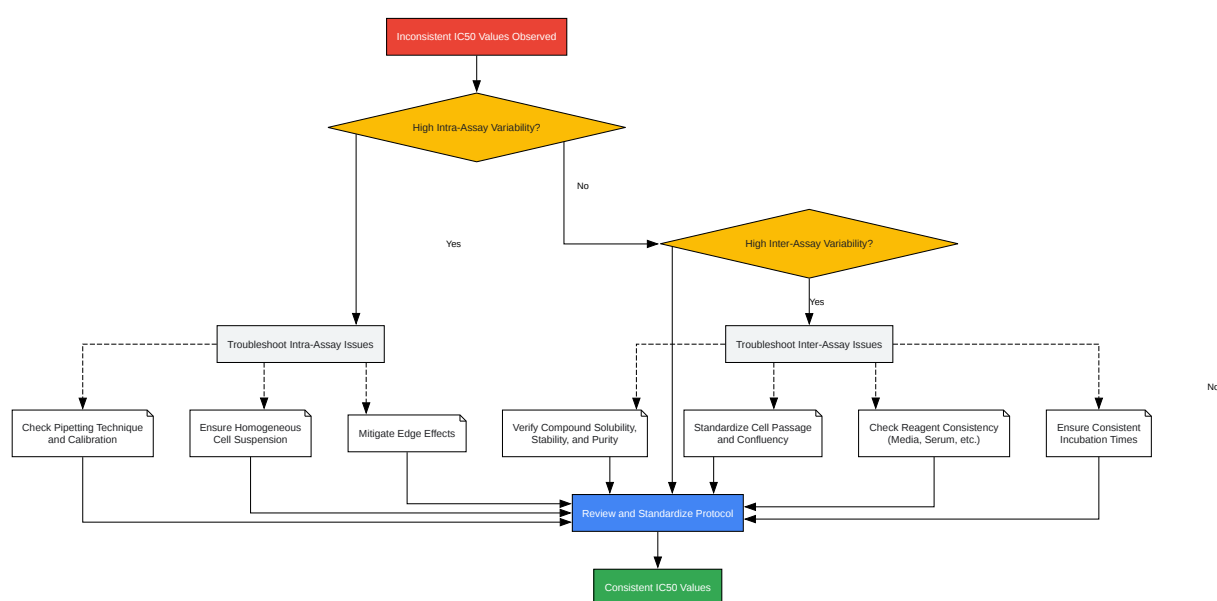 Inconsistent IC50 Values Observed
High Intra-Assay Variability?
No
Yes
High Inter-Assay Variability?
Yes
Troubleshoot Intra-Assay Issues
Troubleshoot Inter-Assay Issues
No
Check Pipetting Technique
and Calibration
Ensure Homogeneous
Cell Suspension
Mitigate Edge Effects
Verify Compound Solubility,
Stability, and Purity
Standardize Cell Passage
and Confluency
Check Reagent Consistency
(Media, Serum, etc.)
Ensure Consistent
Incubation Times
Review and Standardize Protocol
Consistent IC50 Values